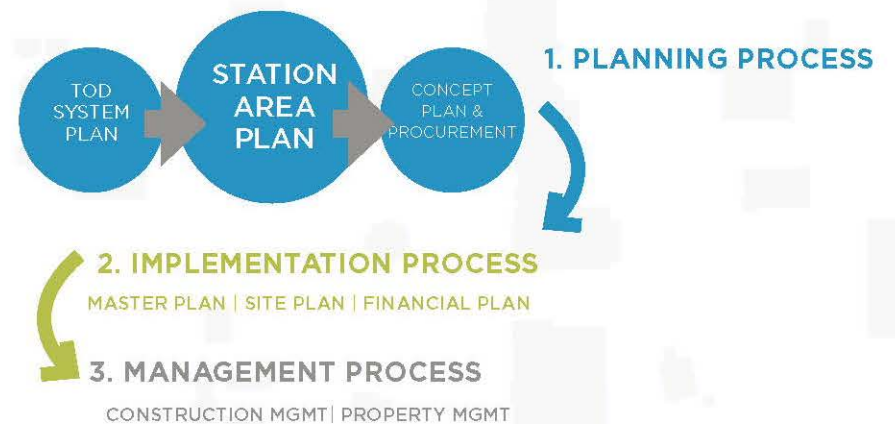 TOD
SYSTEM
PLAN
STATION
AREA
PLAN
CONCEPT
PLAN &
PROCUREMENT
1. PLANNING PROCESS
2. IMPLEMENTATION PROCESS
MASTER PLAN | SITE PLAN | FINANCIAL PLAN
3. MANAGEMENT PROCESS
CONSTRUCTION MGMT| PROPERTY MGMT